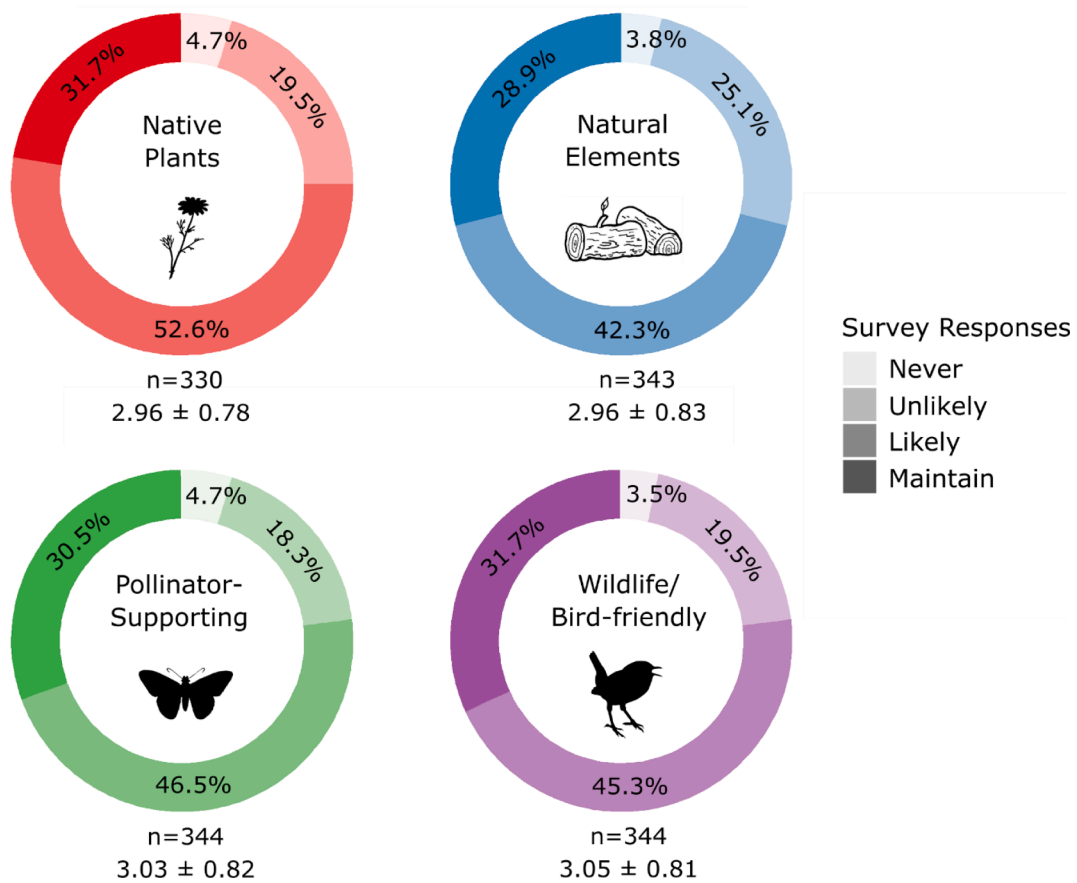 4.7%
31.7%
19.5%
Native
Plants
52.6%
n=330
2.96 ± 0.78
3.8%
28.9%
25.1%
Natural
Elements
42.3%
n=343
2.96 ± 0.83
Survey Responses
Never
Unlikely
Likely
Maintain
4.7%
30.5%
18.3%
Pollinator-
Supporting
46.5%
n=344
3.03 ± 0.82
3.5%
31.7%
19.5%
Wildlife/
Bird-friendly
45.3%
n=344
3.05 ± 0.81